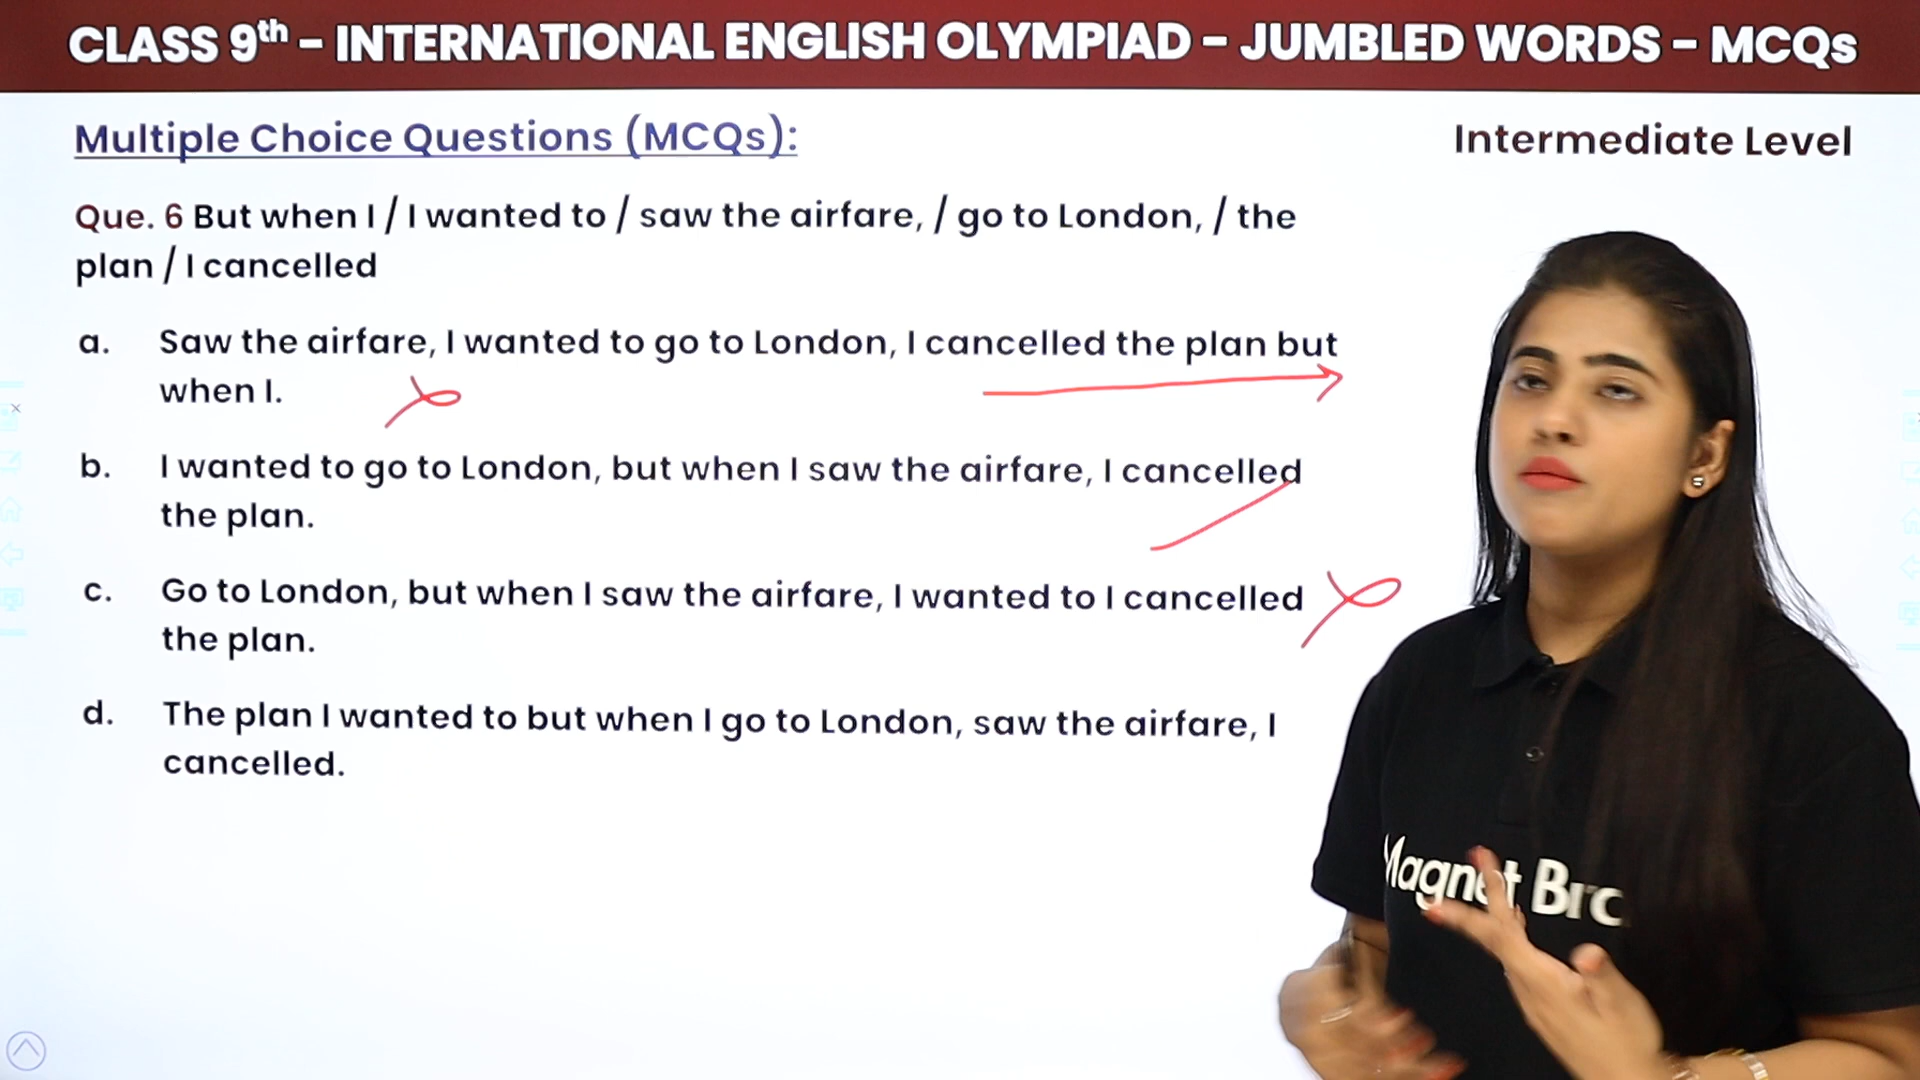 CLASS 9th - INTERNATIONAL ENGLISH OLYMPIAD - JUMBLED WORDS - MCQs
Multiple Choice Questions (MCQs):
Intermediate Level
Que. 6 But when I / I wanted to / saw the airfare, / go to London, / the
plan / I cancelled
a. Saw the airfare, I wanted to go to London, I cancelled the plan but
when I.
b. I wanted to go to London, but when I saw the airfare, I cancelled
the plan.
c. Go to London, but when I saw the airfare, I wanted to I cancelled
the plan.
d. The plan I wanted to but when I go to London, saw the airfare, I
cancelled.
Magnet Bro